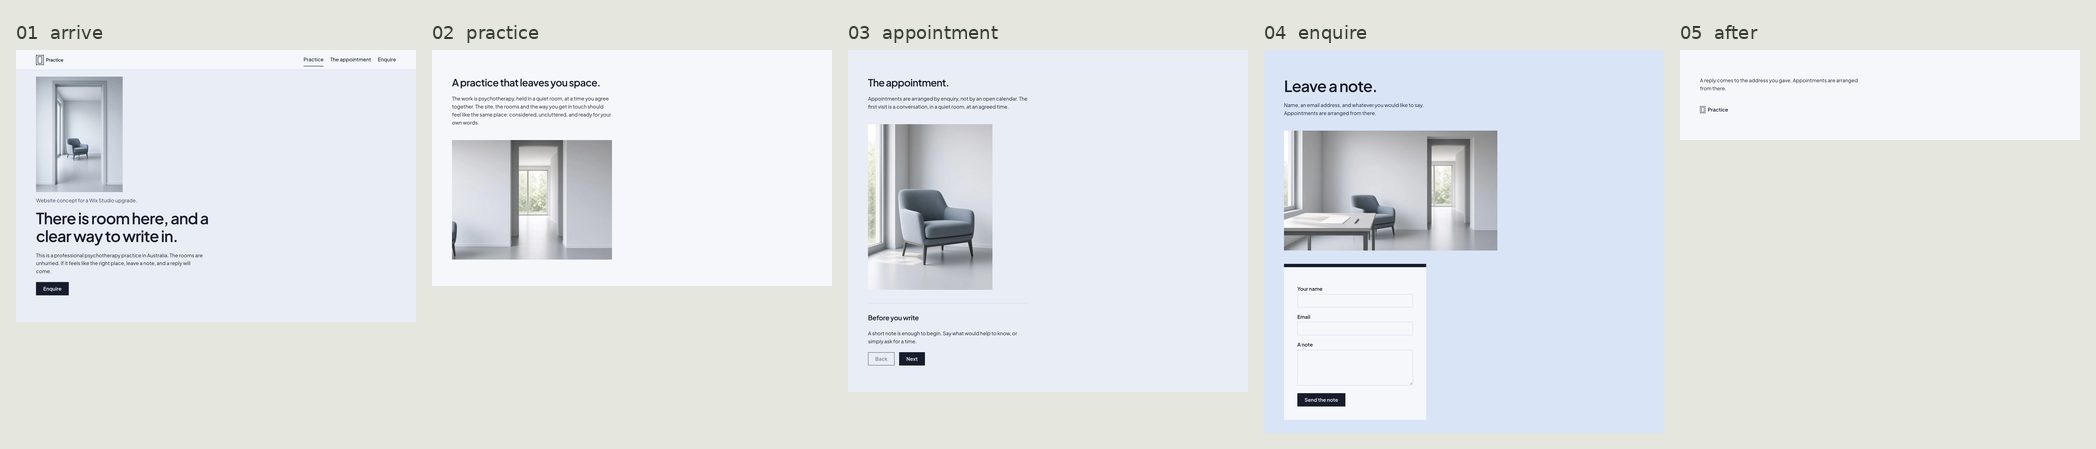 01 arrive
Practice
Practice The appointment Enquire
Website concept for a Wix Studio upgrade.
There is room here, and a
clear way to write in.
This is a professional psychotherapy practice in Australia. The rooms are
unhurried. If it feels like the right place, leave a note, and a reply will
come.
Enquire
02 practice
A practice that leaves you space.
The work is psychotherapy, held in a quiet room, at a time you agree
together. The site, the rooms and the way you get in touch should
feel like the same place: considered, uncluttered, and ready for your
own words.
03 appointment
The appointment.
Appointments are arranged by enquiry, not by an open calendar. The
first visit is a conversation, in a quiet room, at an agreed time.
Before you write
A short note is enough to begin. Say what would help to know, or
simply ask for a time.
Back Next
04 enquire
Leave a note.
Name, an email address, and whatever you would like to say.
Appointments are arranged from there.
Your name
Email
A note
Send the note
05 after
A reply comes to the address you gave. Appointments are arranged
from there.
Practice